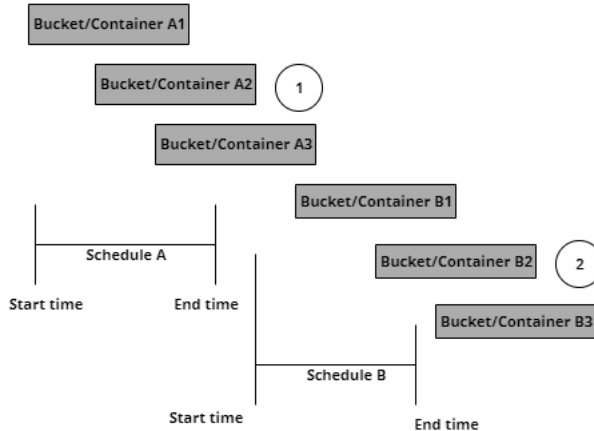 Bucket/Container A1
Bucket/Container A2
1
Bucket/Container A3
Bucket/Container B1
Schedule A
Bucket/Container B2
2
Start time
End time
Bucket/Container B3
Schedule B
Start time
End time